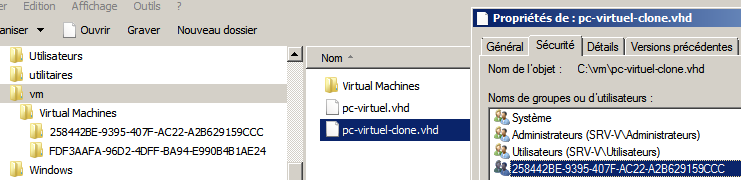 Edition Affichage Outils ?
aniser Ouvrir Graver Nouveau dossier
Utilisateurs
utilitaires
vm
Virtual Machines
258442BE-9395-407F-AC22-A2B629159CCC
FDF3AAFA-96D2-4DFF-BA94-E990B4B1AE24
Windows
Nom
Virtual Machines
pc-virtuel.vhd
pc-virtuel-clone.vhd
Propriétés de : pc-virtuel-clone.vhd
Général Sécurité Détails Versions précédentes
Nom de l'objet : C:\vm\pc-virtuel-clone.vhd
Noms de groupes ou d'utilisateurs :
Système
Administrateurs (SRV-V\Administrateurs)
Utilisateurs (SRV-V\Utilisateurs)
258442BE-9395-407F-AC22-A2B629159CCC